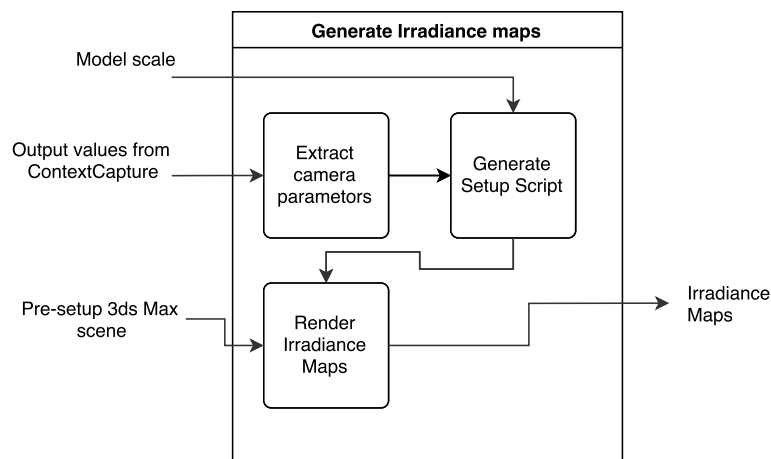 Generate Irradiance maps
Model scale
Output values from
ContextCapture
Extract
camera
parametors
Generate
Setup Script
Pre-setup 3ds Max
scene
Render
Irradiance
Maps
Irradiance
Maps